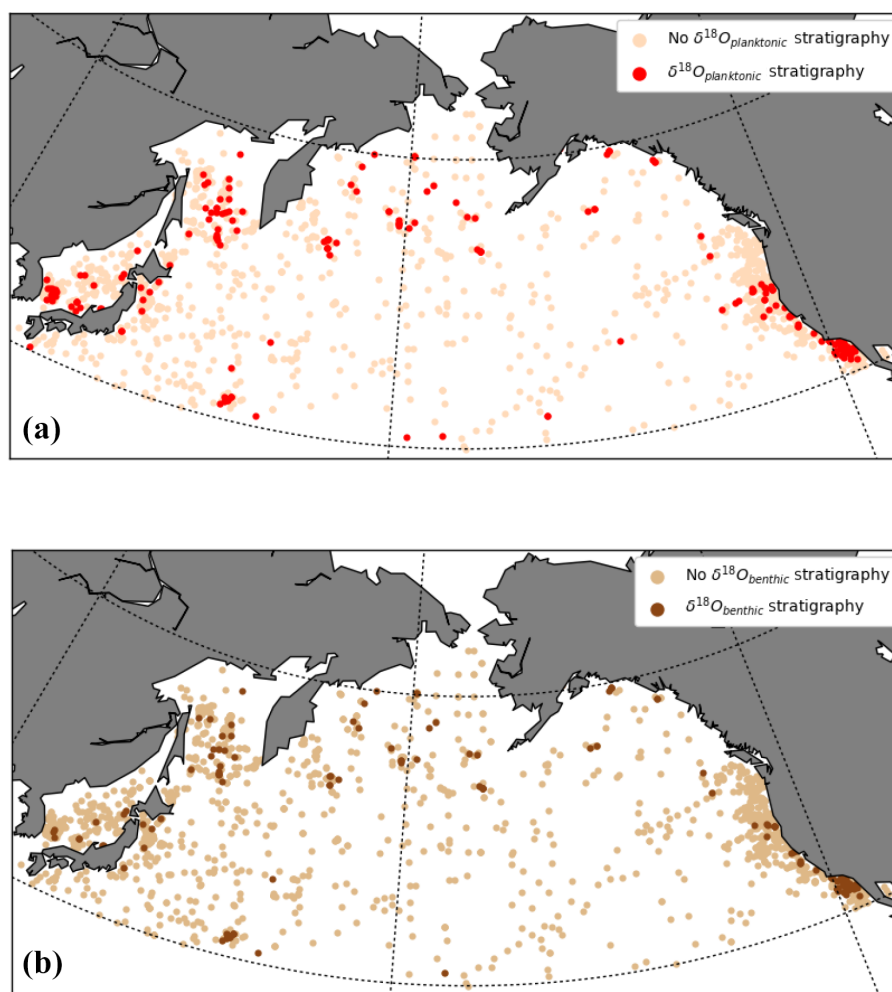 No δ¹⁸O_planktonic stratigraphy
δ¹⁸O_planktonic stratigraphy
(a)
No δ¹⁸O_benthic stratigraphy
δ¹⁸O_benthic stratigraphy
(b)